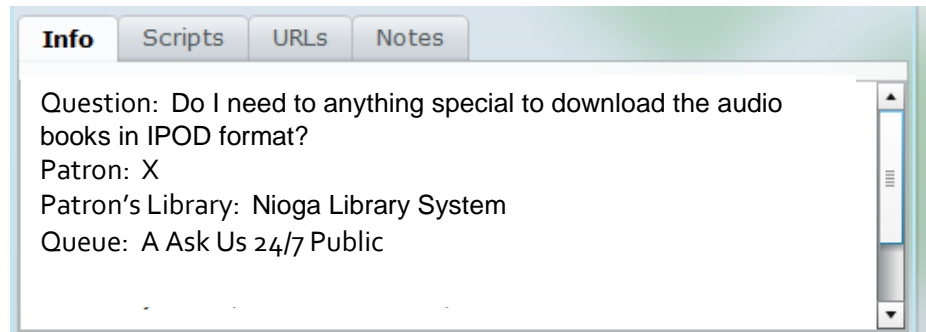 Info Scripts URLs Notes
Question: Do I need to anything special to download the audio
books in IPOD format?
Patron: X
Patron's Library: Nioga Library System
Queue: A Ask Us 24/7 Public